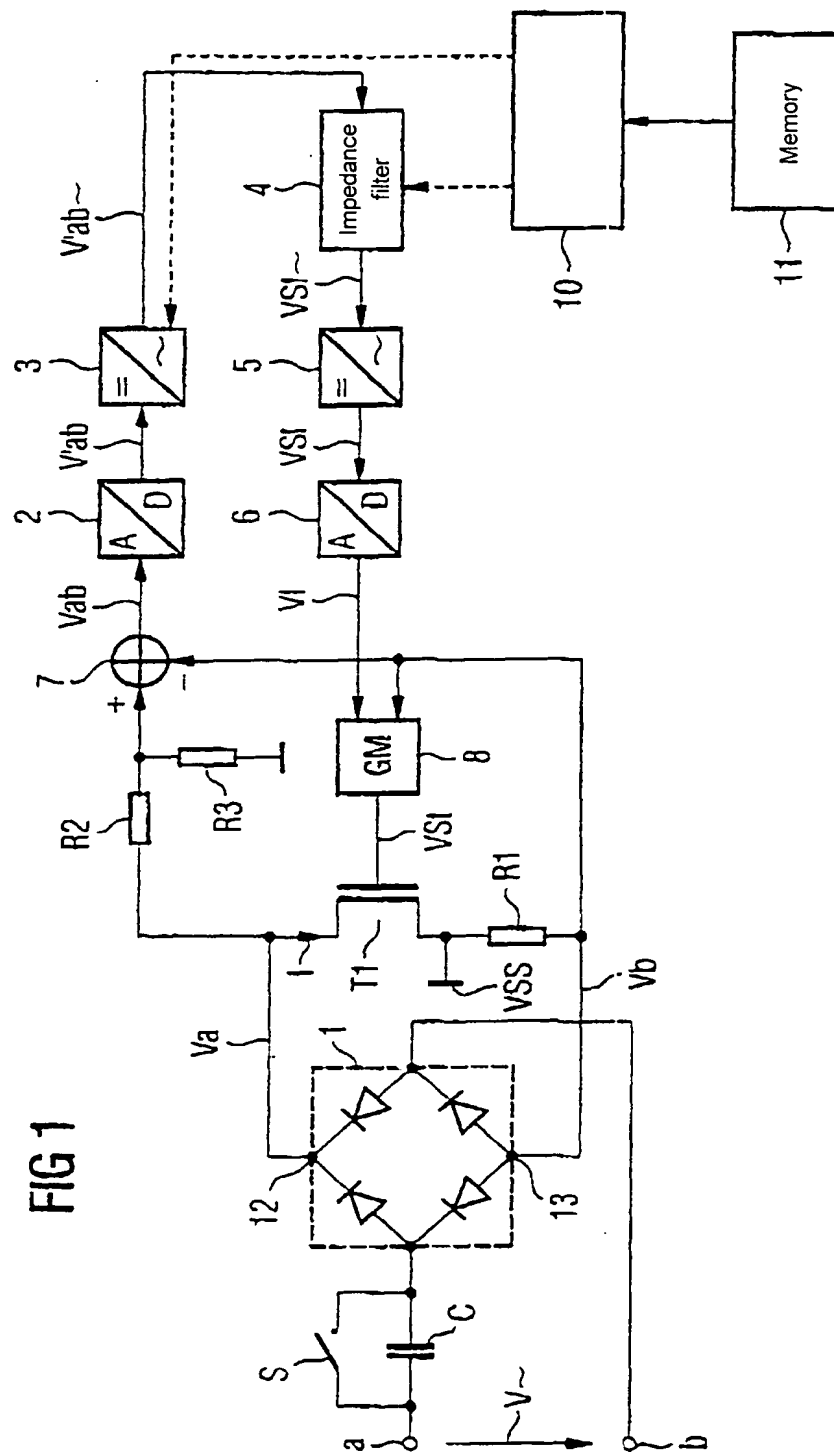 FIG 1
V'ab~
3
=
~
V'ab
2
A
D
Vab
7
+
-
R2
R3
4
Impedance
filter
VSI~
5
=
~
VSI
6
A
D
VI
GM
8
VSt
T1
I
VSS
R1
Va
Vb
1
12
13
S
C
a
V~
b
10
Memory
11